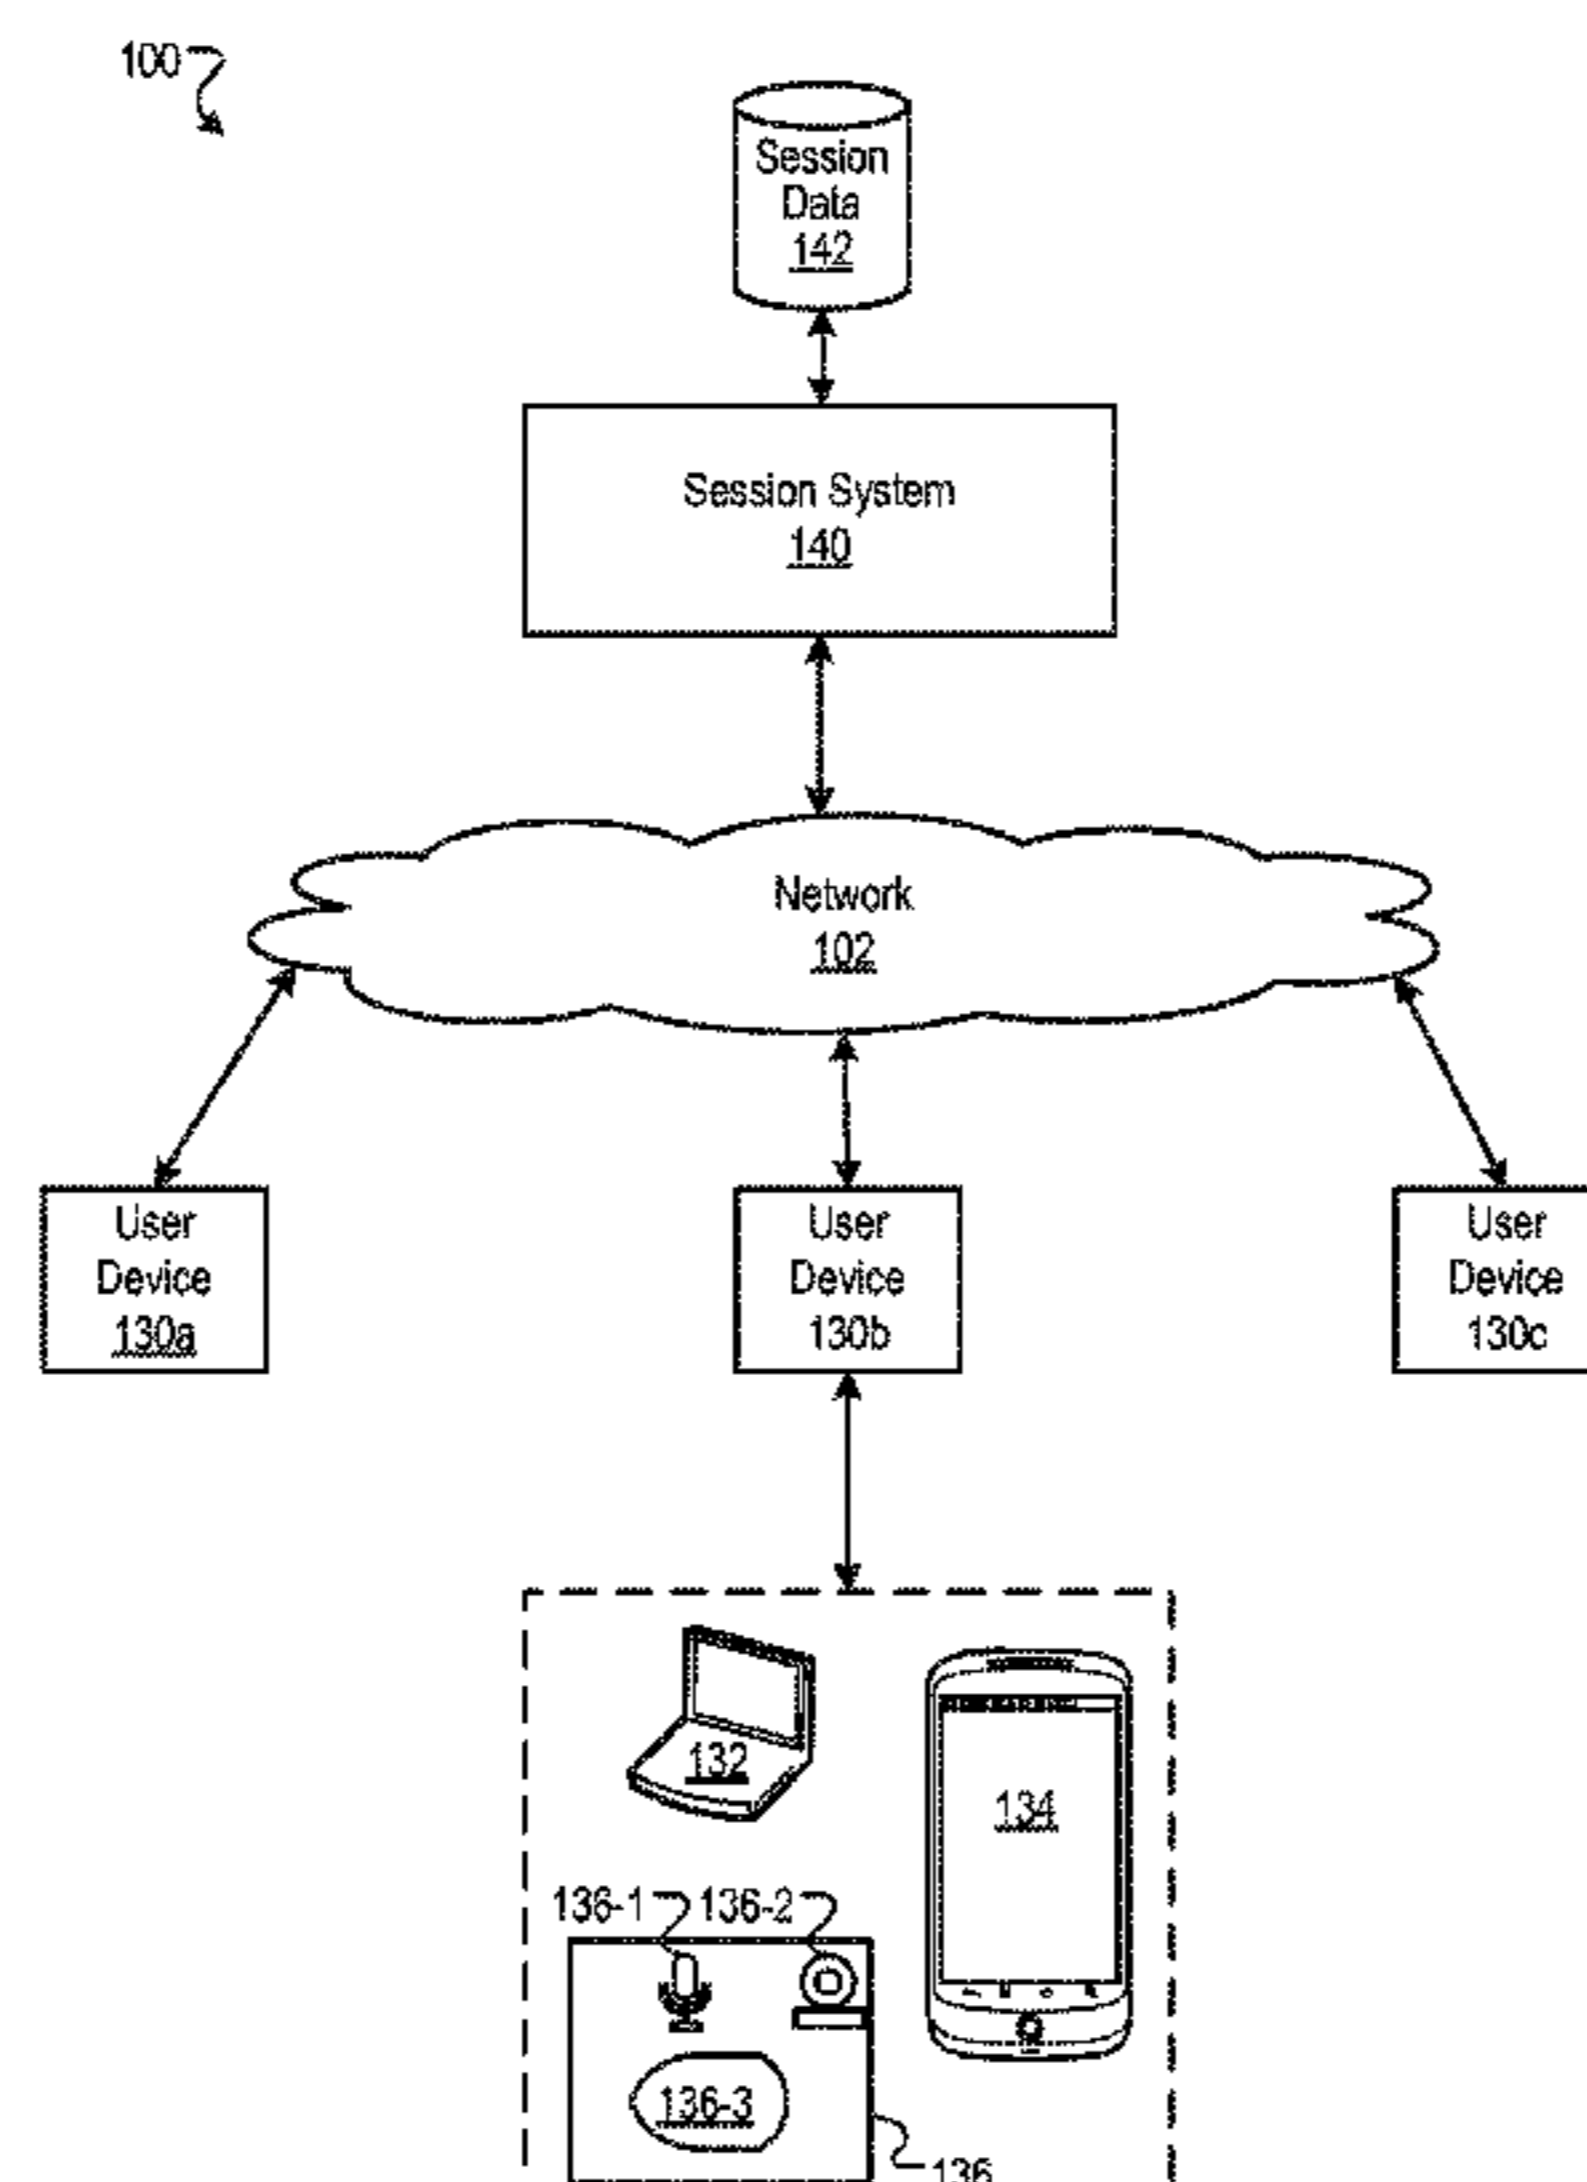 100
Session
Data
142
Session System
140
Network
102
User
Device
130a
User
Device
130b
User
Device
130c
132
134
136-1
136-2
136-3
136